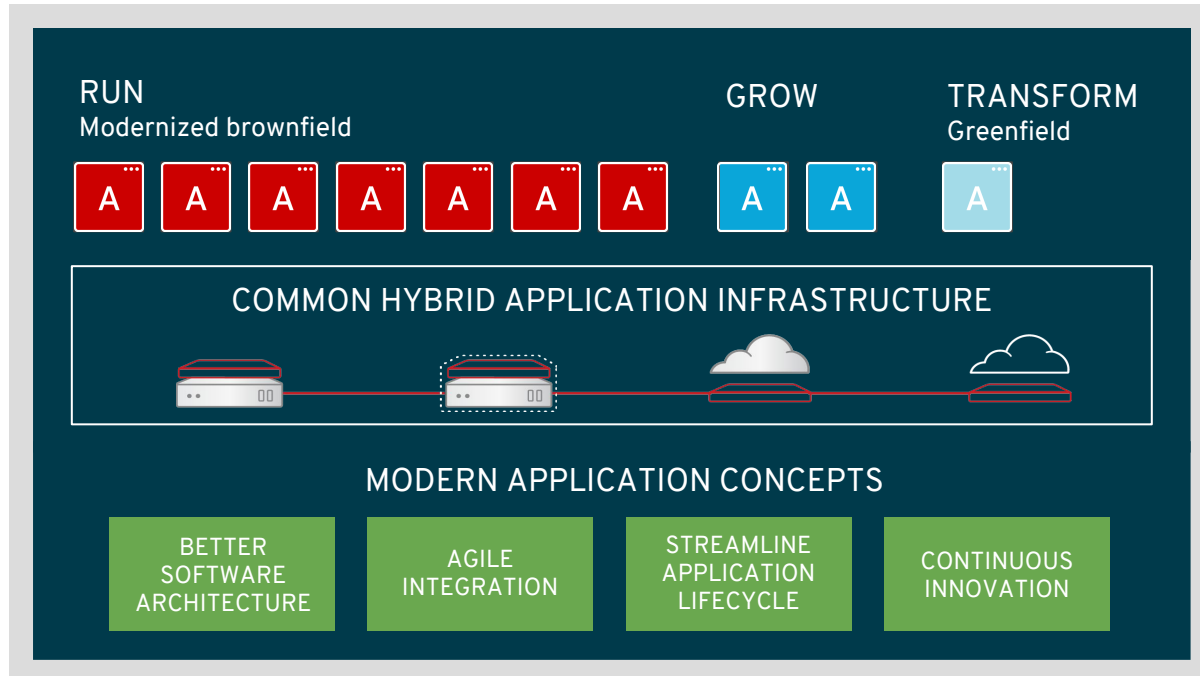 RUN
Modernized brownfield
GROW
TRANSFORM
Greenfield
A A A A A A A A A A
COMMON HYBRID APPLICATION INFRASTRUCTURE
MODERN APPLICATION CONCEPTS
BETTER
SOFTWARE
ARCHITECTURE
AGILE
INTEGRATION
STREAMLINE
APPLICATION
LIFECYCLE
CONTINUOUS
INNOVATION